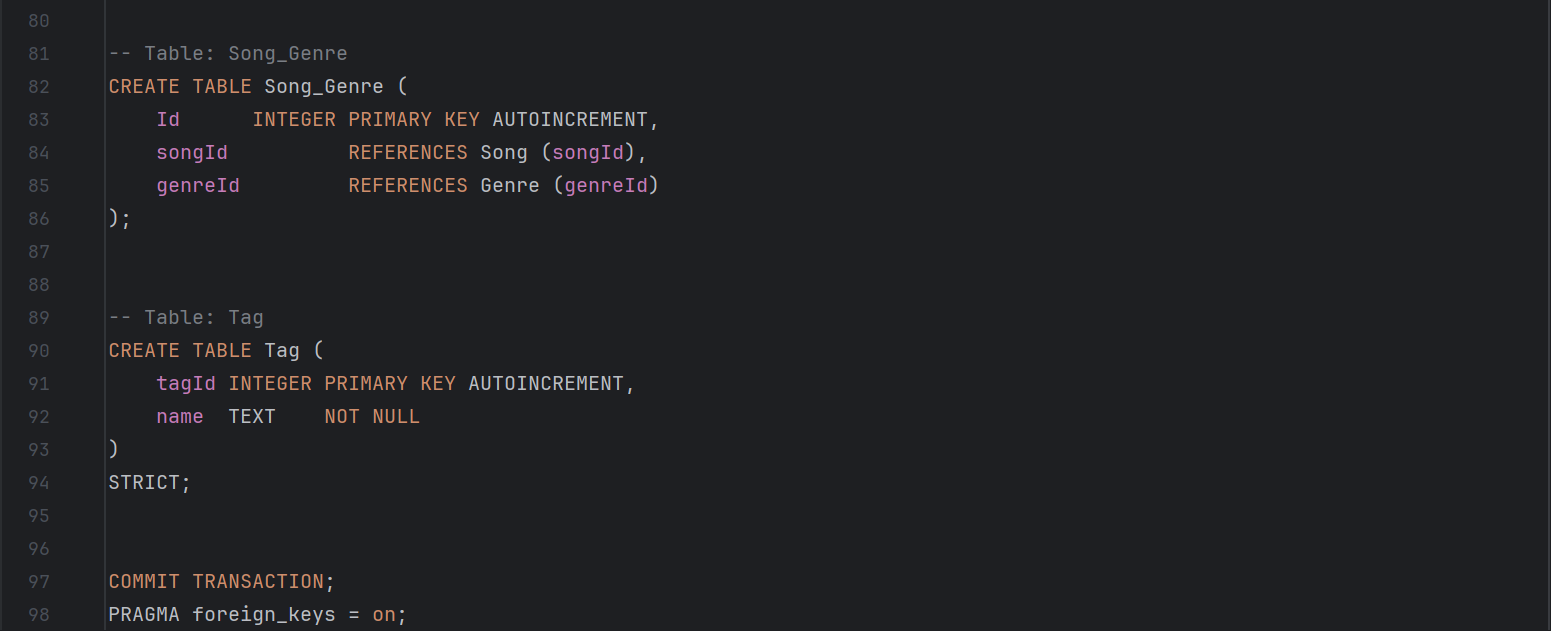 80
81 -- Table: Song_Genre
82 CREATE TABLE Song_Genre (
83     Id      INTEGER PRIMARY KEY AUTOINCREMENT,
84     songId          REFERENCES Song (songId),
85     genreId         REFERENCES Genre (genreId)
86 );
87
88
89 -- Table: Tag
90 CREATE TABLE Tag (
91     tagId INTEGER PRIMARY KEY AUTOINCREMENT,
92     name  TEXT    NOT NULL
93 )
94 STRICT;
95
96
97 COMMIT TRANSACTION;
98 PRAGMA foreign_keys = on;